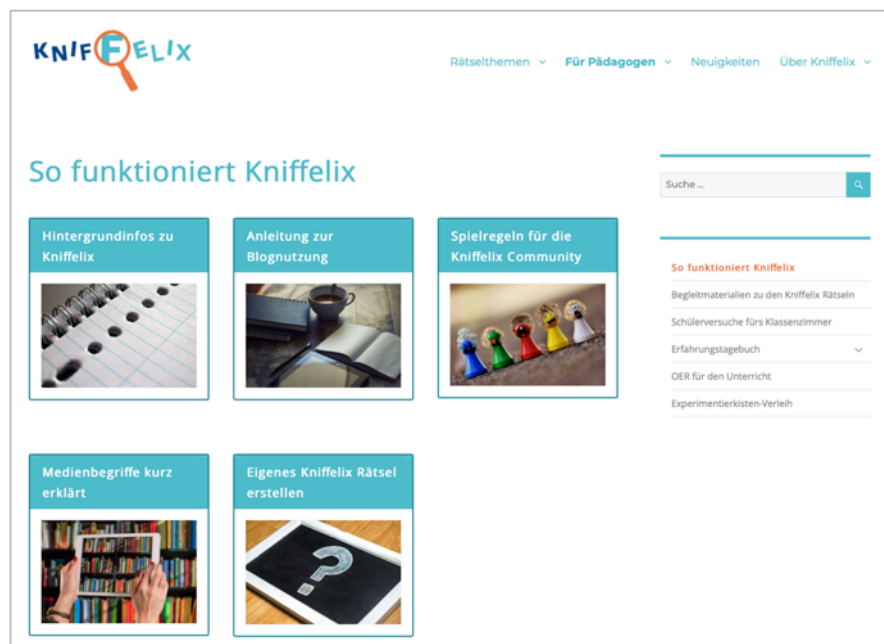 KNIFFELIX
Rätselthemen Für Pädagogen Neuigkeiten Über Kniffelix
So funktioniert Kniffelix
Suche ...
Hintergrundinfos zu
Kniffelix
Anleitung zur
Blognutzung
Spielregeln für die
Kniffelix Community
So funktioniert Kniffelix
Begleitmaterialien zu den Kniffelix Rätseln
Schülerversuche fürs Klassenzimmer
Erfahrungstagebuch
OER für den Unterricht
Experimentierkisten-Verleih
Medienbegriffe kurz
erklärt
Eigenes Kniffelix Rätsel
erstellen
?